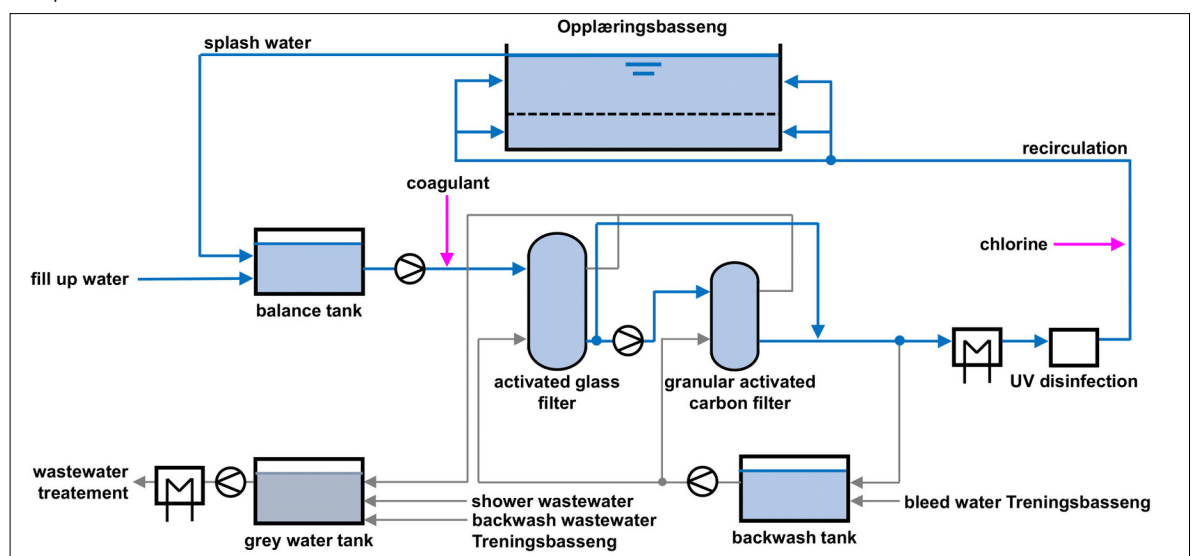 Opplæringsbasseng
splash water
recirculation
coagulant
chlorine
fill up water
balance tank
activated glass
filter
granular activated
carbon filter
UV disinfection
wastewater
treatement
shower wastewater
backwash wastewater
Treningsbasseng
grey water tank
bleed water Treningsbasseng
backwash tank